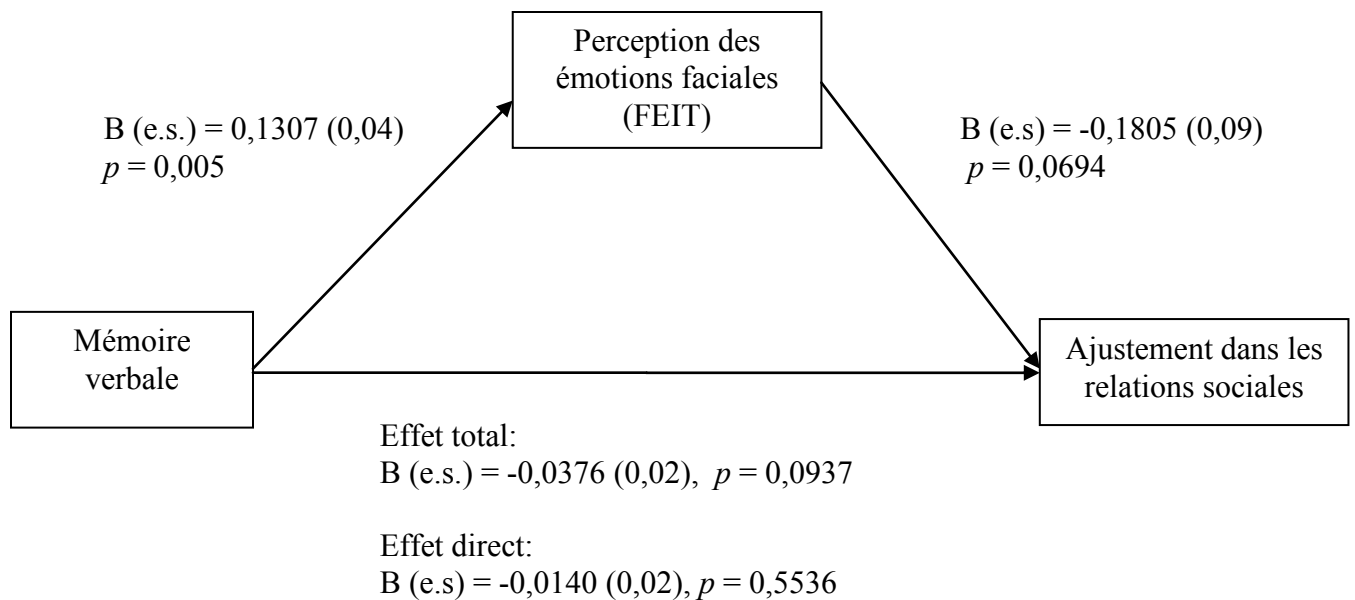 Perception des
émotions faciales
(FEIT)
B (e.s.) = 0,1307 (0,04)
p = 0,005
B (e.s) = -0,1805 (0,09)
p = 0,0694
Mémoire
verbale
Ajustement dans les
relations sociales
Effet total:
B (e.s.) = -0,0376 (0,02), p = 0,0937
Effet direct:
B (e.s) = -0,0140 (0,02), p = 0,5536